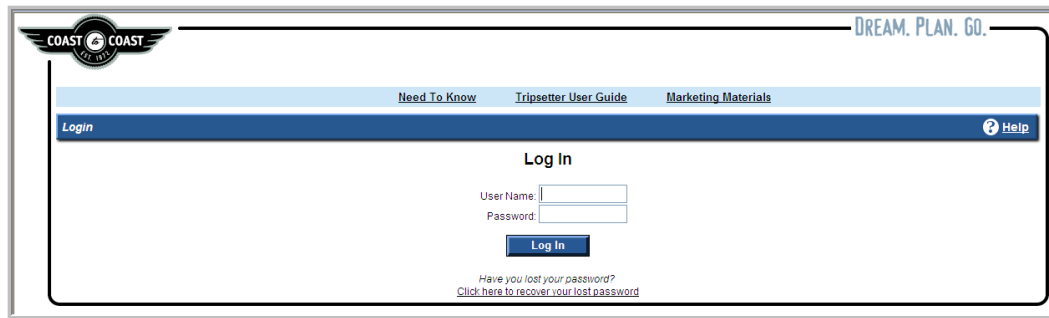 COAST to COAST
EST 1972
DREAM. PLAN. GO.
Need To Know Tripsetter User Guide Marketing Materials
Login ? Help
Log In
User Name:
Password:
Log In
Have you lost your password?
Click here to recover your lost password